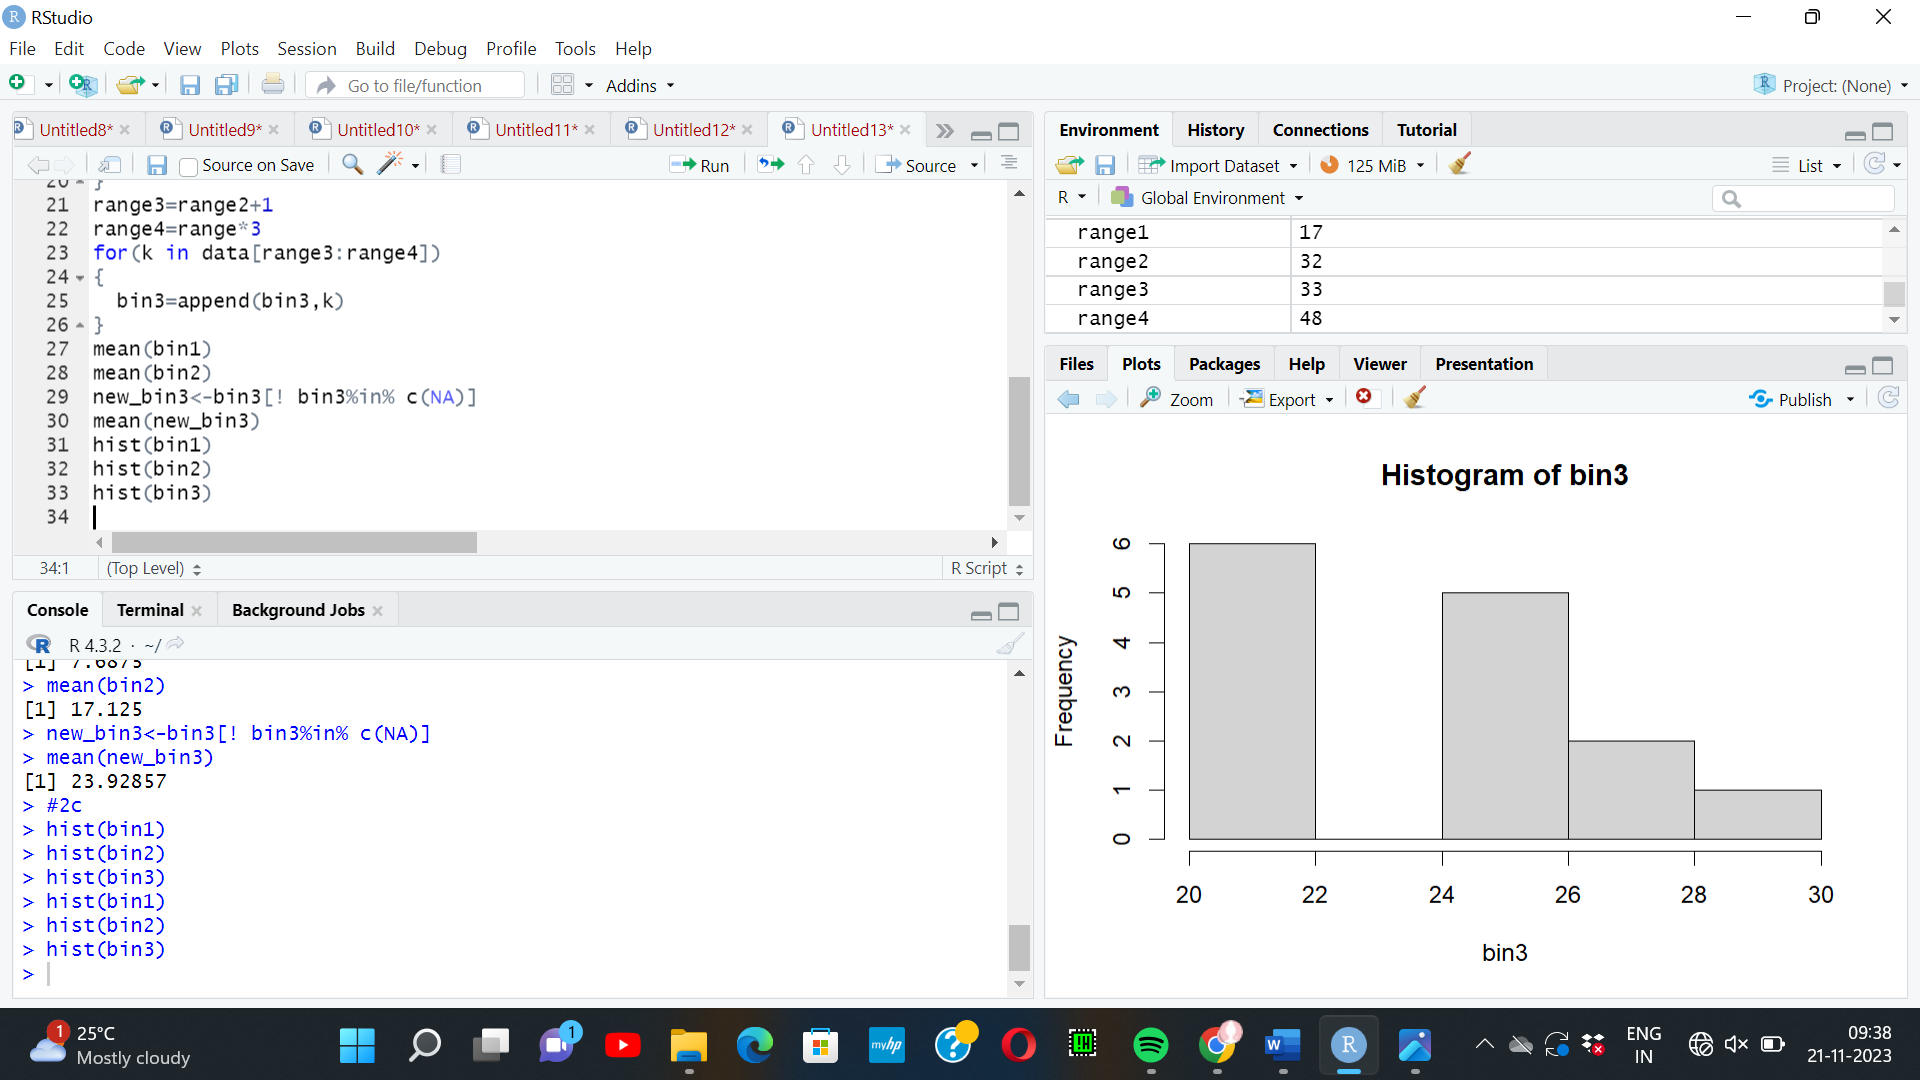 RStudio
File Edit Code View Plots Session Build Debug Profile Tools Help
Go to file/function Addins Project: (None)
Untitled8* Untitled9* Untitled10* Untitled11* Untitled12* Untitled13*
Source on Save Run Source
20 }
21 range3=range2+1
22 range4=range*3
23 for(k in data[range3:range4])
24 {
25 bin3=append(bin3,k)
26 }
27 mean(bin1)
28 mean(bin2)
29 new_bin3<-bin3[! bin3%in% c(NA)]
30 mean(new_bin3)
31 hist(bin1)
32 hist(bin2)
33 hist(bin3)
34
34:1 (Top Level) R Script
Console Terminal Background Jobs
R 4.3.2 · ~/
[1] 7.6875
> mean(bin2)
[1] 17.125
> new_bin3<-bin3[! bin3%in% c(NA)]
> mean(new_bin3)
[1] 23.92857
> #2c
> hist(bin1)
> hist(bin2)
> hist(bin3)
> hist(bin1)
> hist(bin2)
> hist(bin3)
>
Environment History Connections Tutorial
Import Dataset 125 MiB List
R Global Environment
range1 17
range2 32
range3 33
range4 48
Files Plots Packages Help Viewer Presentation
Zoom Export Publish
Histogram of bin3
Frequency
6
5
4
3
2
1
0
20 22 24 26 28 30
bin3
1 25°C
Mostly cloudy
1
myhp
ENG
IN
09:38
21-11-2023